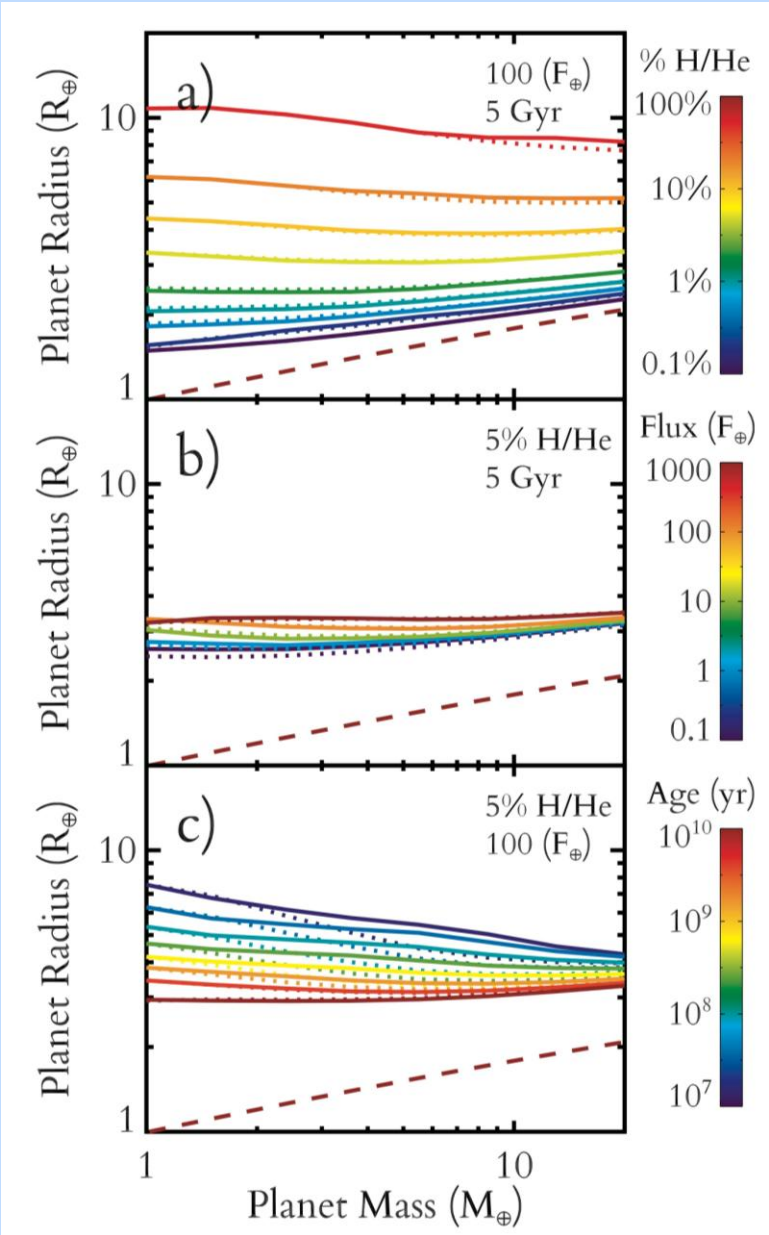 a)
100 (F⊕)
5 Gyr
Planet Radius (R⊕)
10
1
% H/He
100%
10%
1%
0.1%
b)
5% H/He
5 Gyr
Planet Radius (R⊕)
10
1
Flux (F⊕)
1000
100
10
1
0.1
c)
5% H/He
100 (F⊕)
Planet Radius (R⊕)
10
1
Age (yr)
10¹⁰
10⁹
10⁸
10⁷
1
10
Planet Mass (M⊕)